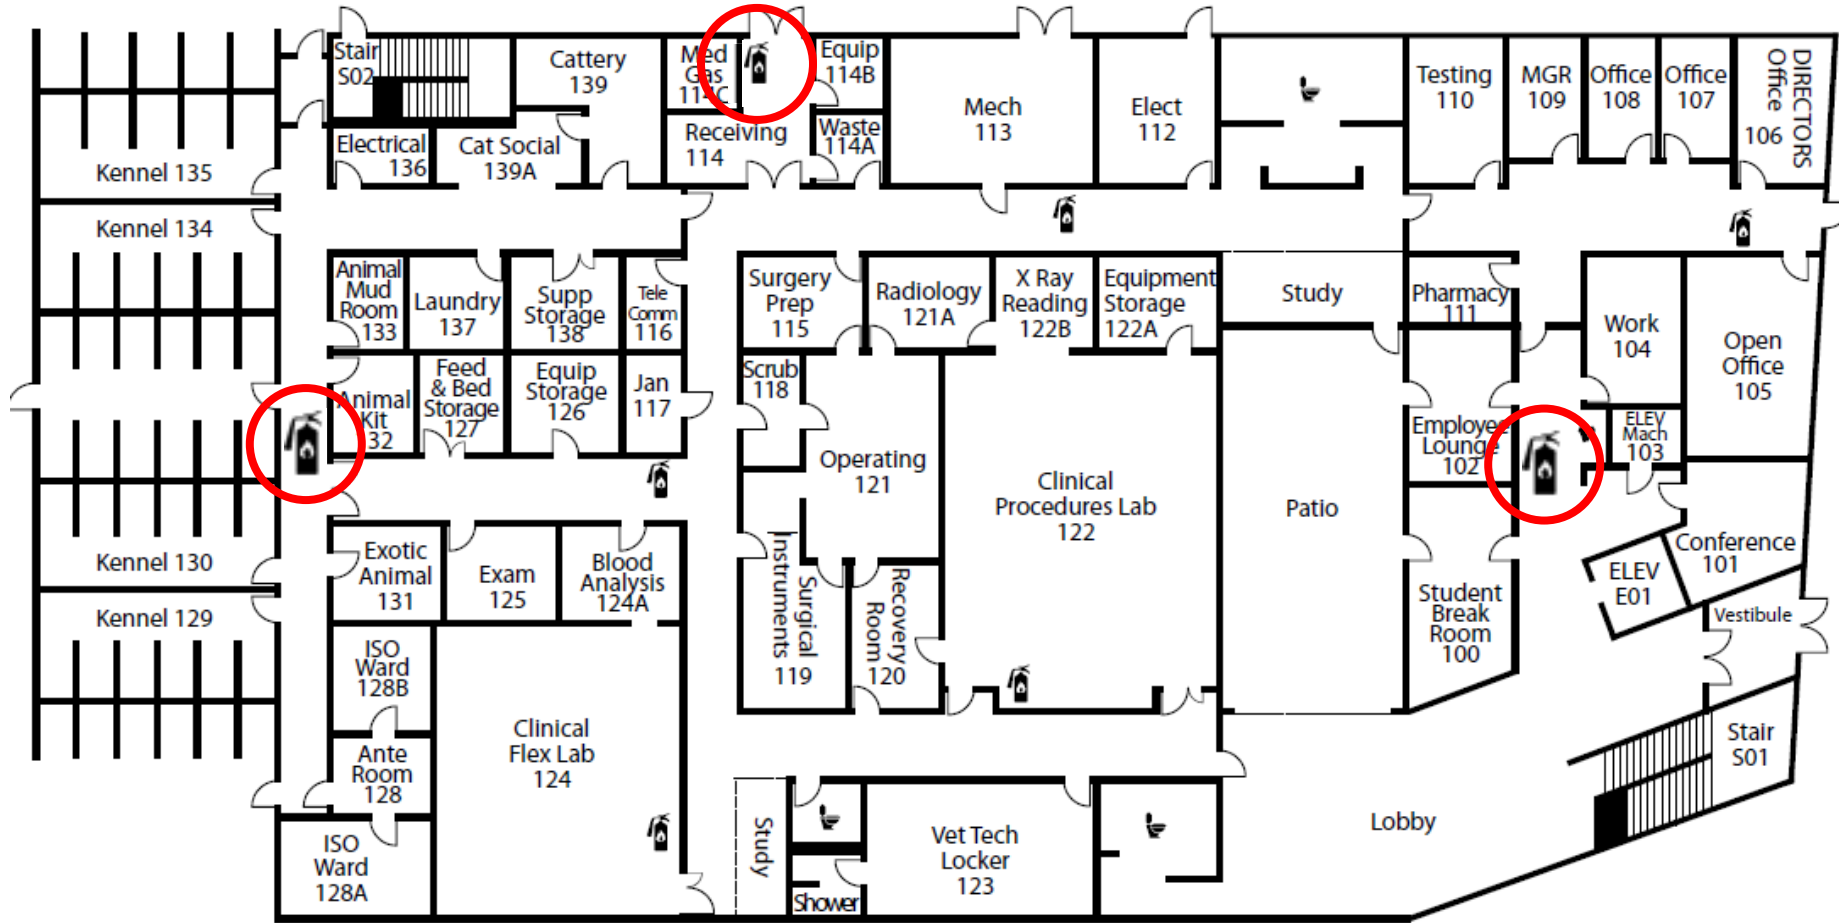 Stair
S02
Cattery
139
Med
Gas
114C
Equip
114B
Mech
113
Elect
112
Testing
110
MGR
109
Office
108
Office
107
DIRECTORS
Office
106
Electrical
136
Cat Social
139A
Receiving
114
Waste
114A
Kennel 135
Kennel 134
Animal
Mud
Room
133
Laundry
137
Supp
Storage
138
Tele
Comm
116
Surgery
Prep
115
Radiology
121A
X Ray
Reading
122B
Equipment
Storage
122A
Study
Pharmacy
111
Work
104
Open
Office
105
Animal
Kit
32
Feed
& Bed
Storage
127
Equip
Storage
126
Jan
117
Scrub
118
Operating
121
Clinical
Procedures Lab
122
Patio
Employee
Lounge
102
ELEV
Mach
103
Kennel 130
Exotic
Animal
131
Exam
125
Blood
Analysis
124A
Surgical
Instruments
119
Recovery
Room
120
Student
Break
Room
100
Conference
101
ELEV
E01
Vestibule
Kennel 129
ISO
Ward
128B
Clinical
Flex Lab
124
Ante
Room
128
ISO
Ward
128A
Study
Shower
Vet Tech
Locker
123
Lobby
Stair
S01